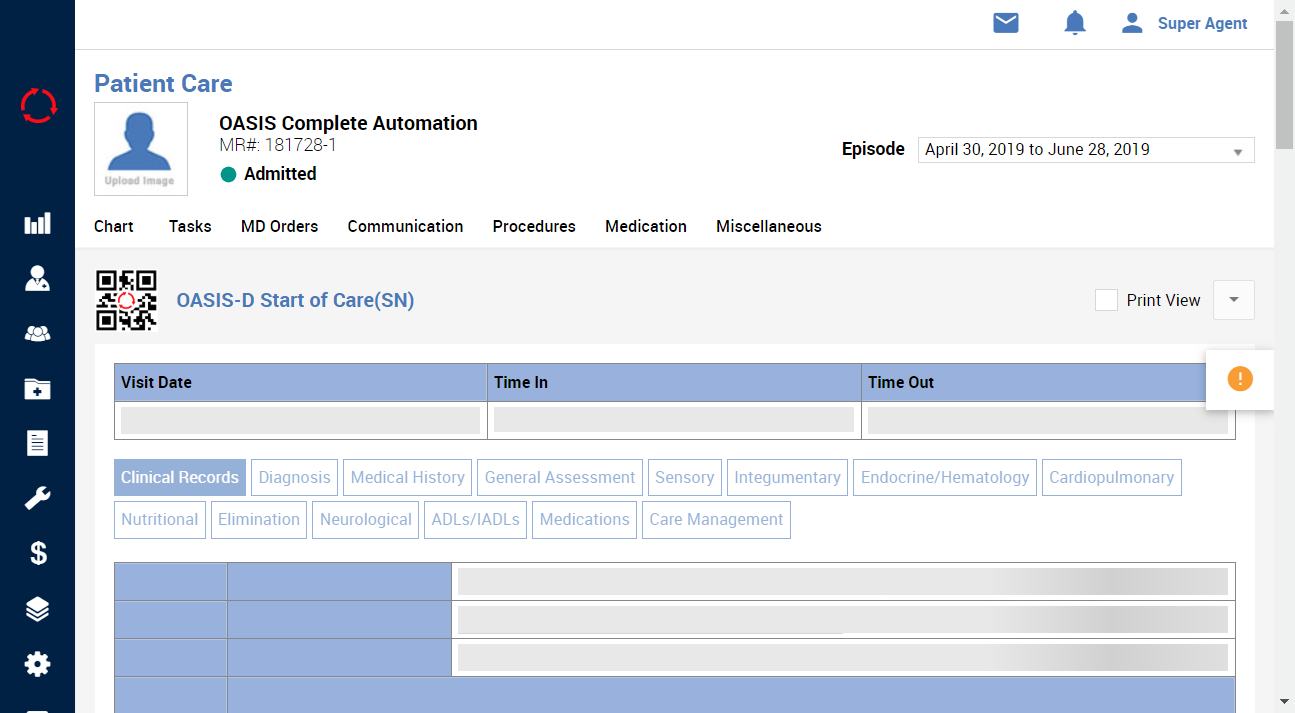 Super Agent
Patient Care
Upload Image
OASIS Complete Automation
MR#: 181728-1
Admitted
Episode
April 30, 2019 to June 28, 2019
Chart Tasks MD Orders Communication Procedures Medication Miscellaneous
OASIS-D Start of Care(SN)
Print View
Visit Date Time In Time Out
Clinical Records Diagnosis Medical History General Assessment Sensory Integumentary Endocrine/Hematology Cardiopulmonary
Nutritional Elimination Neurological ADLs/IADLs Medications Care Management